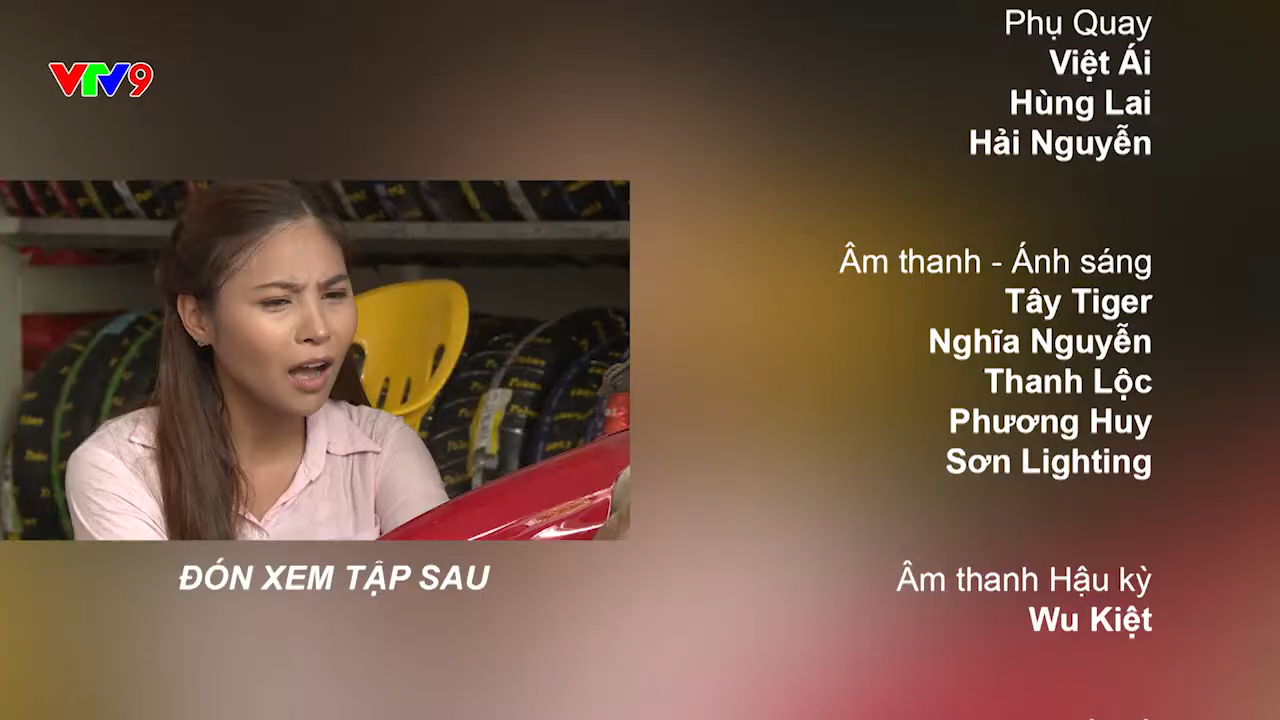 Phụ Quay
Việt Ái
Hùng Lai
Hải Nguyễn
VTV9
Âm thanh - Ánh sáng
Tây Tiger
Nghĩa Nguyễn
Thanh Lộc
Phương Huy
Sơn Lighting
ĐÓN XEM TẬP SAU
Âm thanh Hậu kỳ
Wu Kiệt